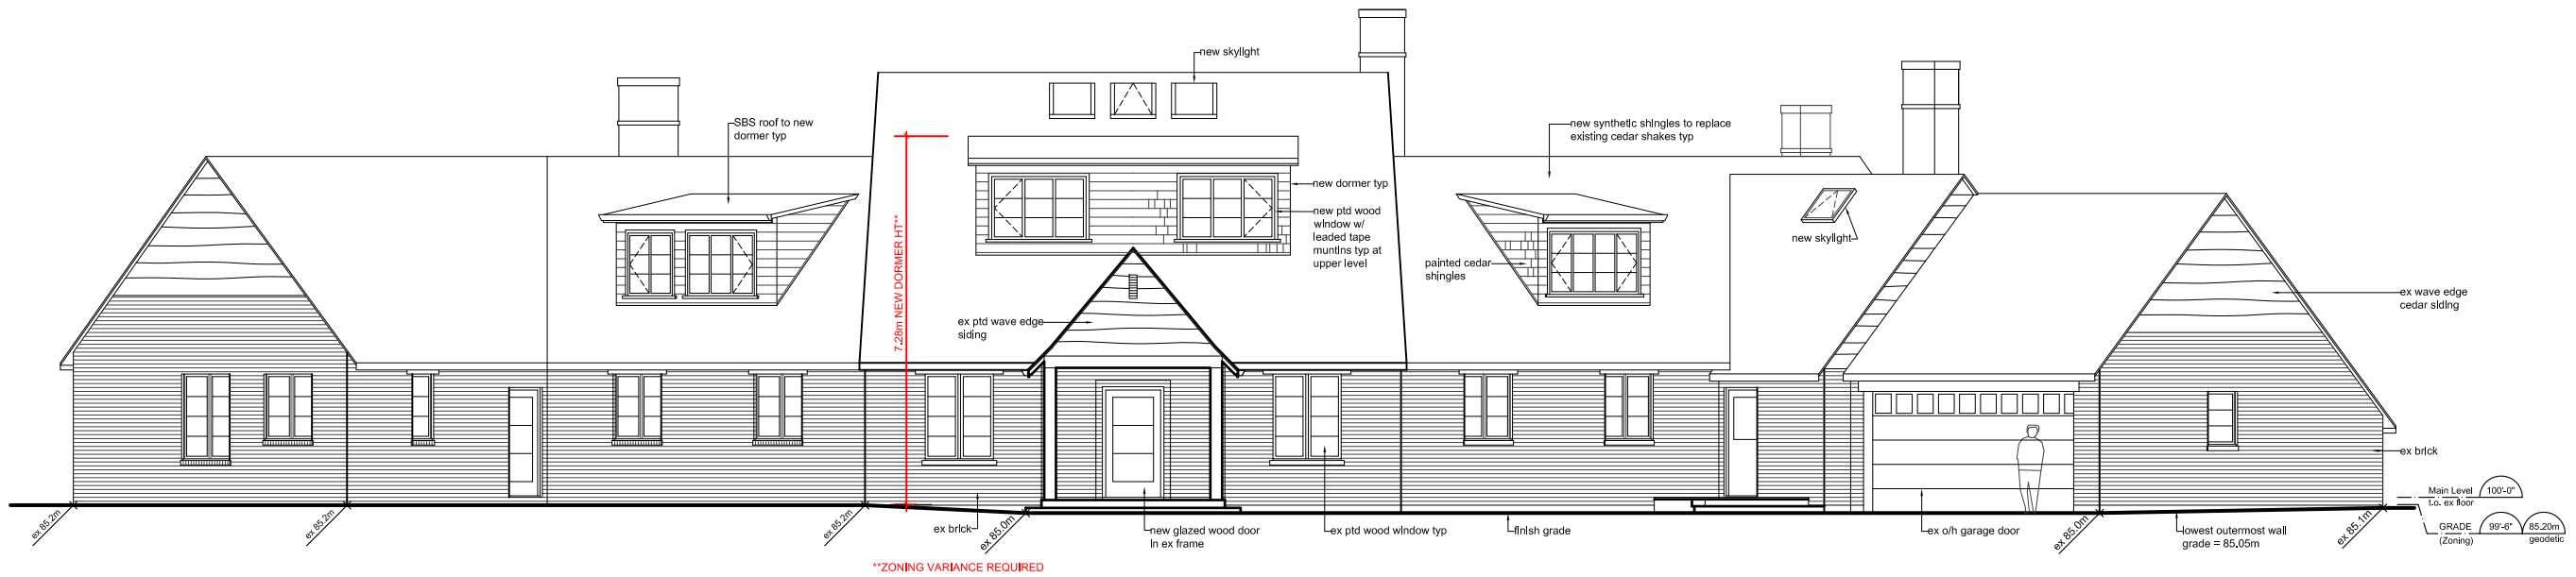 new skylight
SBS roof to new
dormer typ
new synthetic shingles to replace
existing cedar shakes typ
new dormer typ
new ptd wood
window w/
leaded tape
muntins typ at
upper level
7.28m NEW DORMER HT**
new skylight
painted cedar
shingles
ex wave edge
cedar siding
ex ptd wave edge
siding
ex brick
Main Level
t.o. ex floor
100'-0"
GRADE
(Zoning)
99'-6"
85.20m
geodetic
ex 85.2m
ex 85.2m
ex 85.2m
ex brick
ex 85.0m
new glazed wood door
in ex frame
ex ptd wood window typ
finish grade
ex o/h garage door
ex 85.0m
lowest outermost wall
grade = 85.05m
ex 85.1m
**ZONING VARIANCE REQUIRED